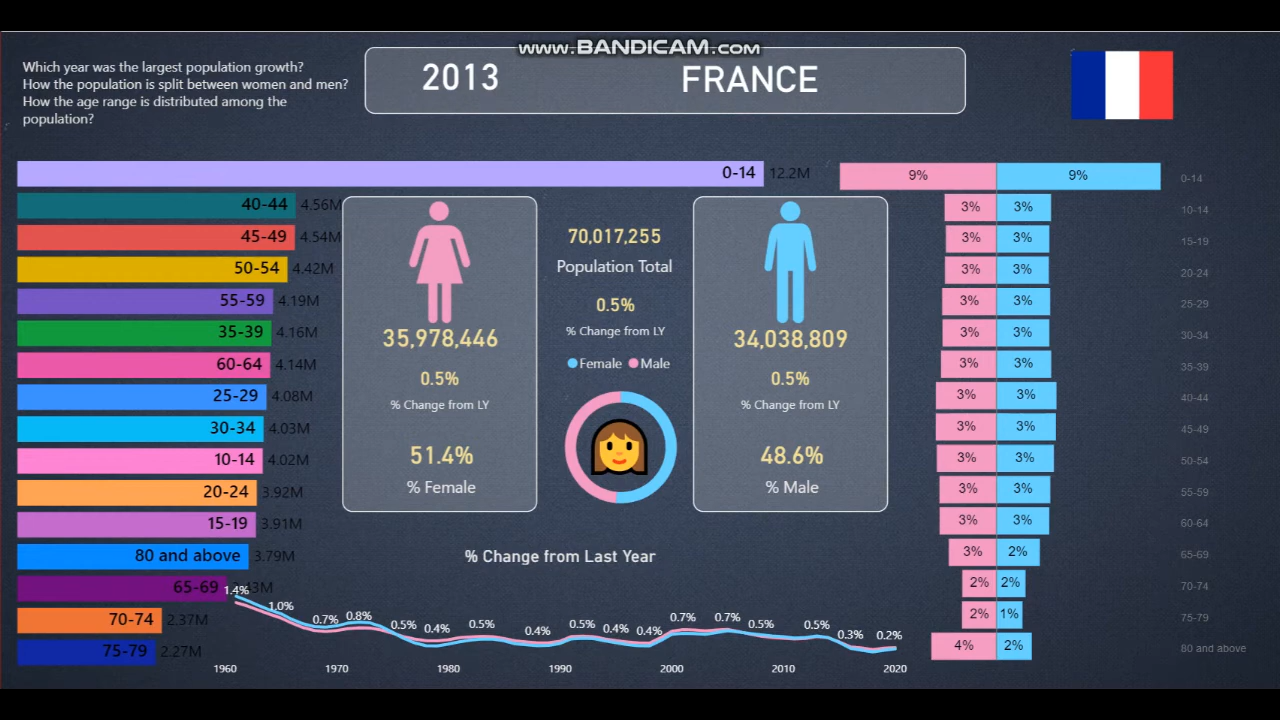 www.BANDICAM.com
Which year was the largest population growth?
How the population is split between women and men?
How the age range is distributed among the
population?
2013 FRANCE
0-14 12.2M
40-44 4.56M
45-49 4.54M
50-54 4.42M
55-59 4.19M
35-39 4.16M
60-64 4.14M
25-29 4.08M
30-34 4.03M
10-14 4.02M
20-24 3.92M
15-19 3.91M
80 and above 3.79M
65-69
70-74 2.37M
75-79 2.27M
35,978,446
0.5%
% Change from LY
51.4%
% Female
70,017,255
Population Total
0.5%
% Change from LY
Female Male
34,038,809
0.5%
% Change from LY
48.6%
% Male
% Change from Last Year
1.4% 1.0% 0.7% 0.8% 0.5% 0.4% 0.5% 0.4% 0.5% 0.4% 0.4% 0.7% 0.7% 0.5% 0.5% 0.3% 0.2%
1960 1970 1980 1990 2000 2010 2020
9% 9% 0-14
3% 3% 10-14
3% 3% 15-19
3% 3% 20-24
3% 3% 25-29
3% 3% 30-34
3% 3% 35-39
3% 3% 40-44
3% 3% 45-49
3% 3% 50-54
3% 3% 55-59
3% 3% 60-64
3% 2% 65-69
2% 2% 70-74
2% 1% 75-79
4% 2% 80 and above